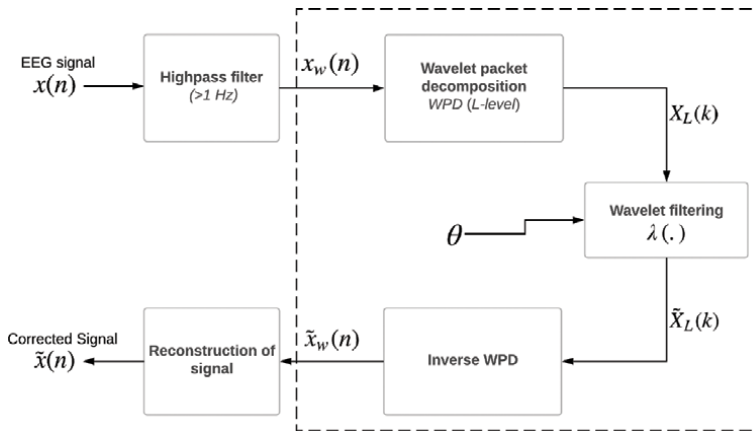 EEG signal
x(n)
Highpass filter
(>1 Hz)
x_w(n)
Wavelet packet
decomposition
WPD (L-level)
X_L(k)
Wavelet filtering
λ(.)
θ
X̃_L(k)
Inverse WPD
x̃_w(n)
Reconstruction of
signal
Corrected Signal
x̃(n)